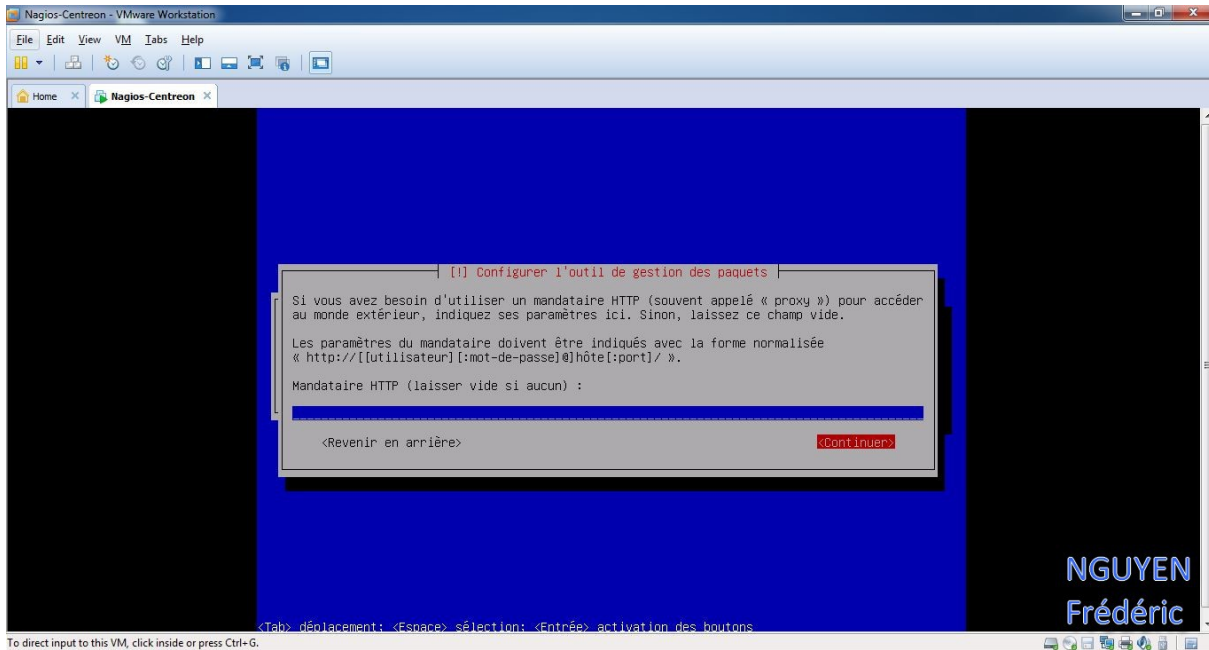 Nagios-Centreon - VMware Workstation
File Edit View VM Tabs Help
Home Nagios-Centreon
[!] Configurer l'outil de gestion des paquets
Si vous avez besoin d'utiliser un mandataire HTTP (souvent appelé « proxy ») pour accéder
au monde extérieur, indiquez ses paramètres ici. Sinon, laissez ce champ vide.
Les paramètres du mandataire doivent être indiqués avec la forme normalisée
« http://[[utilisateur][:mot-de-passe]@]hôte[:port]/ ».
Mandataire HTTP (laisser vide si aucun) :
<Revenir en arrière> <Continuer>
NGUYEN
Frédéric
<Tab> déplacement; <Espace> sélection; <Entrée> activation des boutons
To direct input to this VM, click inside or press Ctrl+G.